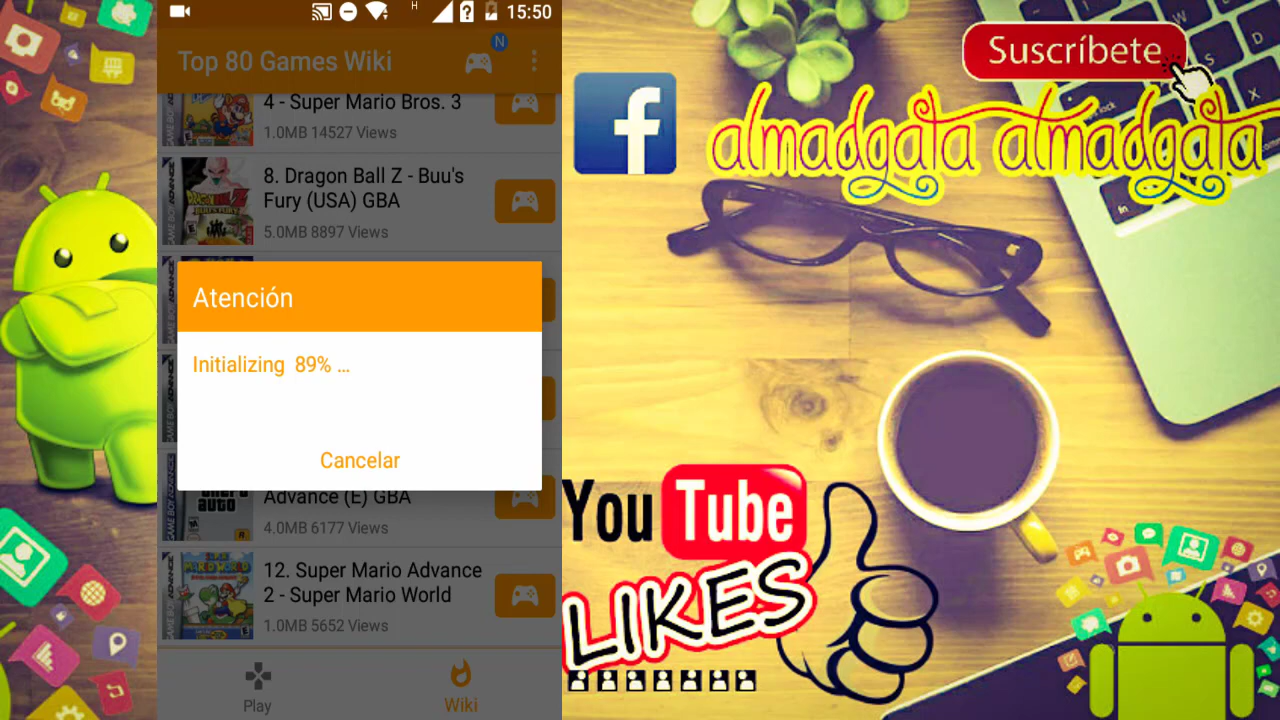 H
15:50
Top 80 Games Wiki
N
4 - Super Mario Bros. 3
1.0MB 14527 Views
8. Dragon Ball Z - Buu's
Fury (USA) GBA
5.0MB 8897 Views
Atención
Initializing 89% ...
Cancelar
Advance (E) GBA
4.0MB 6177 Views
12. Super Mario Advance
2 - Super Mario World
1.0MB 5652 Views
Play
Wiki
Suscríbete
f
almadgata almadgata
You Tube
LIKES